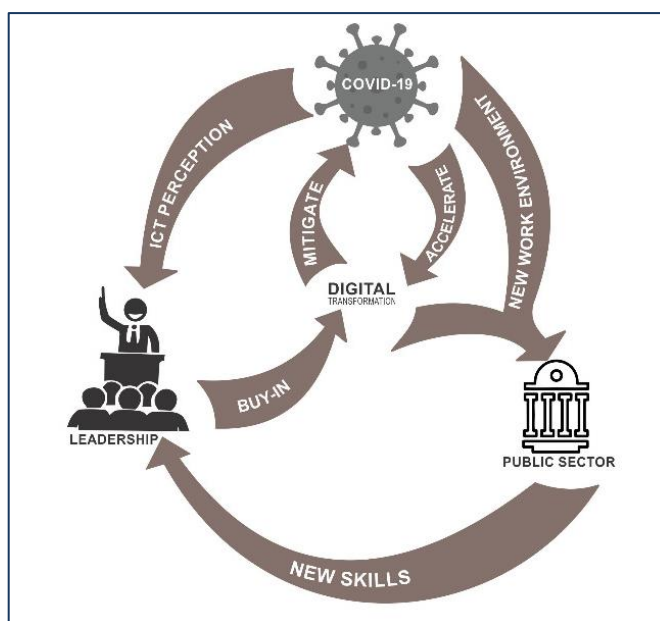 COVID-19
ICT PERCEPTION
MITIGATE
ACCELERATE
NEW WORK ENVIRONMENT
DIGITAL
TRANSFORMATION
BUY-IN
LEADERSHIP
PUBLIC SECTOR
NEW SKILLS